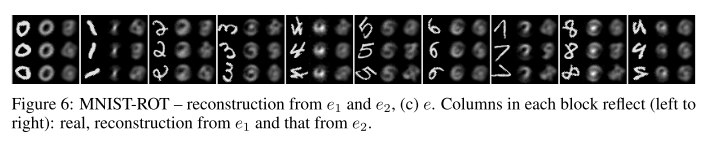 Figure 6: MNIST-ROT – reconstruction from e₁ and e₂, (c) e. Columns in each block reflect (left to
right): real, reconstruction from e₁ and that from e₂.